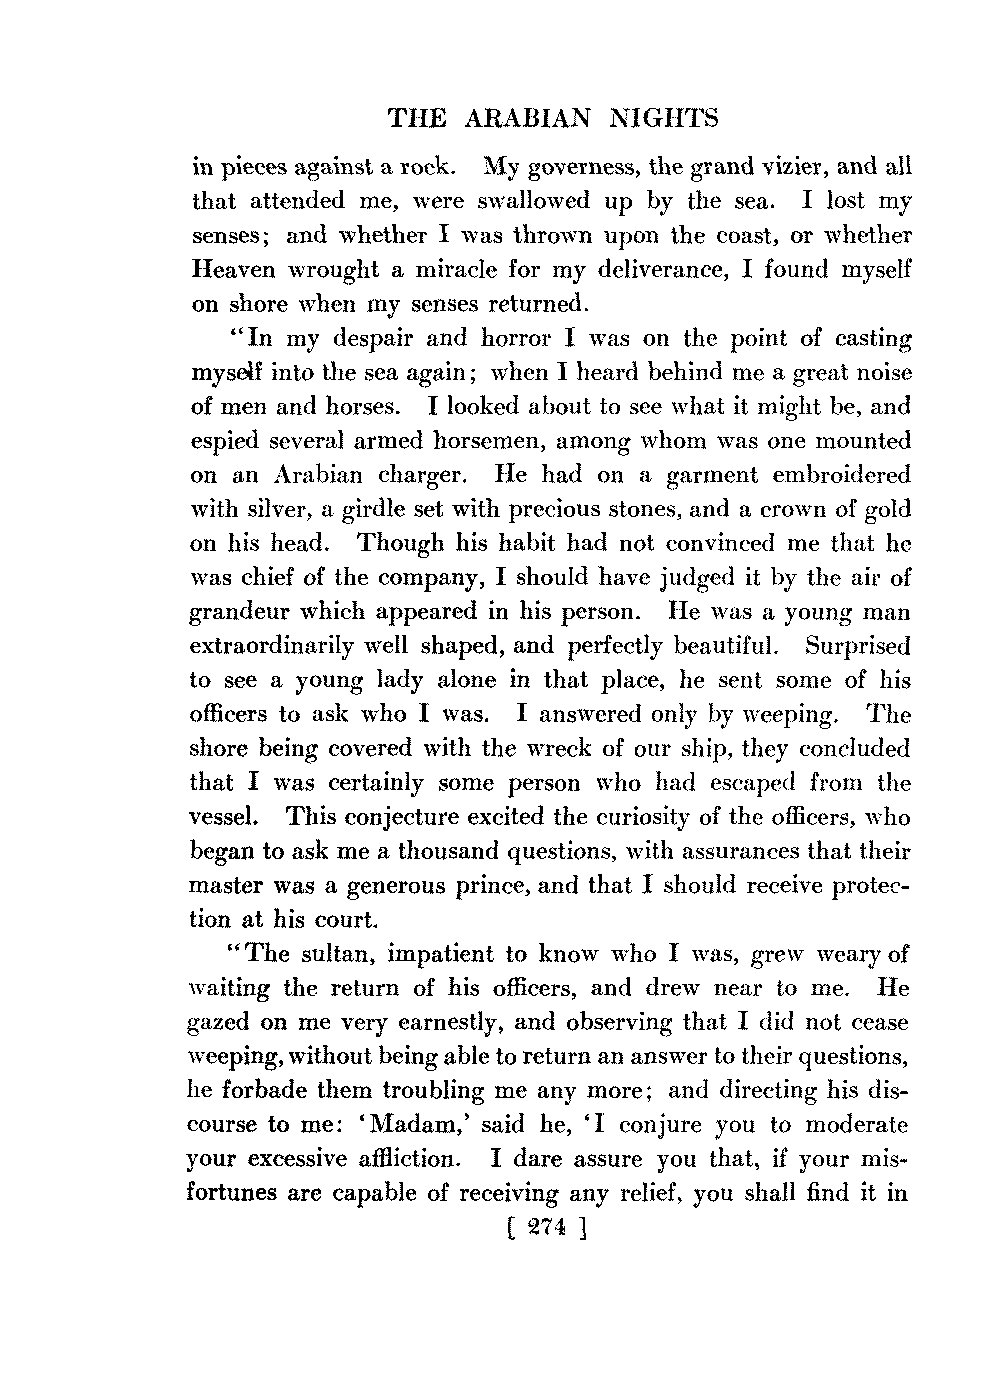 THE ARABIAN NIGHTS
in pieces against a rock. My governess, the grand vizier, and all
that attended me, were swallowed up by the sea. I lost my
senses; and whether I was thrown upon the coast, or whether
Heaven wrought a miracle for my deliverance, I found myself
on shore when my senses returned.
"In my despair and horror I was on the point of casting
myself into the sea again; when I heard behind me a great noise
of men and horses. I looked about to see what it might be, and
espied several armed horsemen, among whom was one mounted
on an Arabian charger. He had on a garment embroidered
with silver, a girdle set with precious stones, and a crown of gold
on his head. Though his habit had not convinced me that he
was chief of the company, I should have judged it by the air of
grandeur which appeared in his person. He was a young man
extraordinarily well shaped, and perfectly beautiful. Surprised
to see a young lady alone in that place, he sent some of his
officers to ask who I was. I answered only by weeping. The
shore being covered with the wreck of our ship, they concluded
that I was certainly some person who had escaped from the
vessel. This conjecture excited the curiosity of the officers, who
began to ask me a thousand questions, with assurances that their
master was a generous prince, and that I should receive protec-
tion at his court.
"The sultan, impatient to know who I was, grew weary of
waiting the return of his officers, and drew near to me. He
gazed on me very earnestly, and observing that I did not cease
weeping, without being able to return an answer to their questions,
he forbade them troubling me any more; and directing his dis-
course to me: 'Madam,' said he, 'I conjure you to moderate
your excessive affliction. I dare assure you that, if your mis-
fortunes are capable of receiving any relief, you shall find it in
[ 274 ]